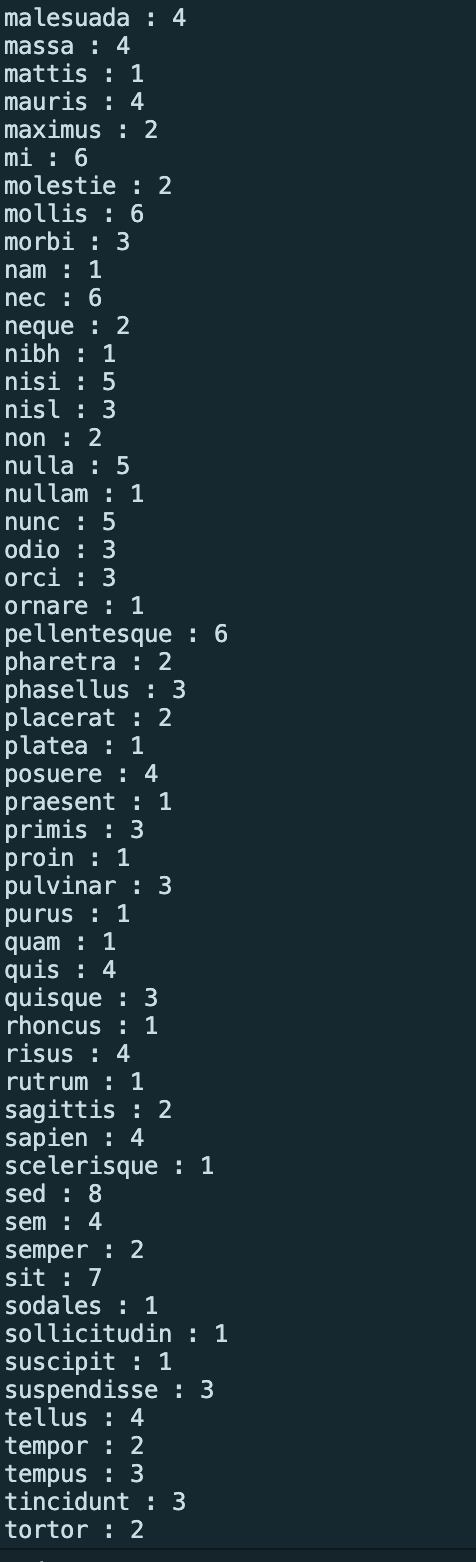 malesuada : 4
massa : 4
mattis : 1
mauris : 4
maximus : 2
mi : 6
molestie : 2
mollis : 6
morbi : 3
nam : 1
nec : 6
neque : 2
nibh : 1
nisi : 5
nisl : 3
non : 2
nulla : 5
nullam : 1
nunc : 5
odio : 3
orci : 3
ornare : 1
pellentesque : 6
pharetra : 2
phasellus : 3
placerat : 2
platea : 1
posuere : 4
praesent : 1
primis : 3
proin : 1
pulvinar : 3
purus : 1
quam : 1
quis : 4
quisque : 3
rhoncus : 1
risus : 4
rutrum : 1
sagittis : 2
sapien : 4
scelerisque : 1
sed : 8
sem : 4
semper : 2
sit : 7
sodales : 1
sollicitudin : 1
suscipit : 1
suspendisse : 3
tellus : 4
tempor : 2
tempus : 3
tincidunt : 3
tortor : 2